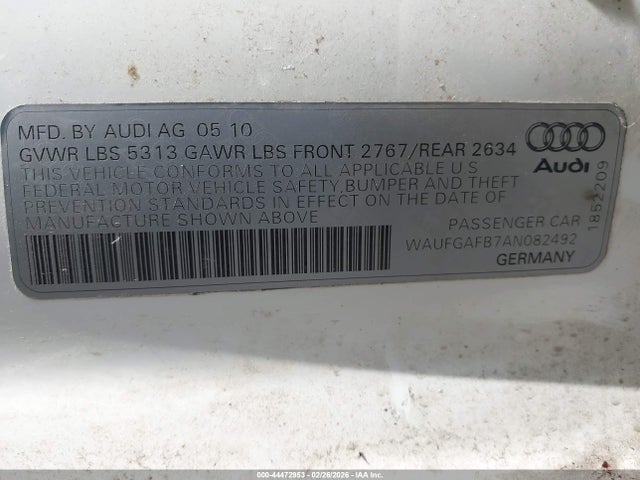 MFD. BY AUDI AG 05 10
GVWR LBS 5313 GAWR LBS FRONT 2767/REAR 2634
THIS VEHICLE CONFORMS TO ALL APPLICABLE U S
FEDERAL MOTOR VEHICLE SAFETY, BUMPER AND THEFT
PREVENTION STANDARDS IN EFFECT ON THE DATE OF
MANUFACTURE SHOWN ABOVE
Audi
1852209
PASSENGER CAR
WAUFGAFB7AN082492
GERMANY
000-44472953 - 02/26/2026 - IAAI.com